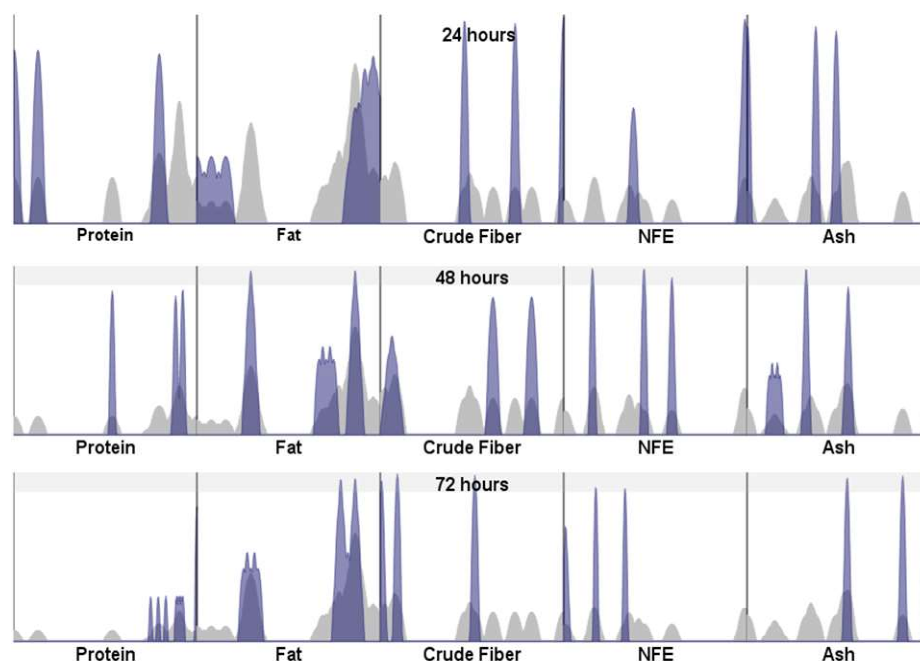 24 hours
Protein Fat Crude Fiber NFE Ash
48 hours
Protein Fat Crude Fiber NFE Ash
72 hours
Protein Fat Crude Fiber NFE Ash